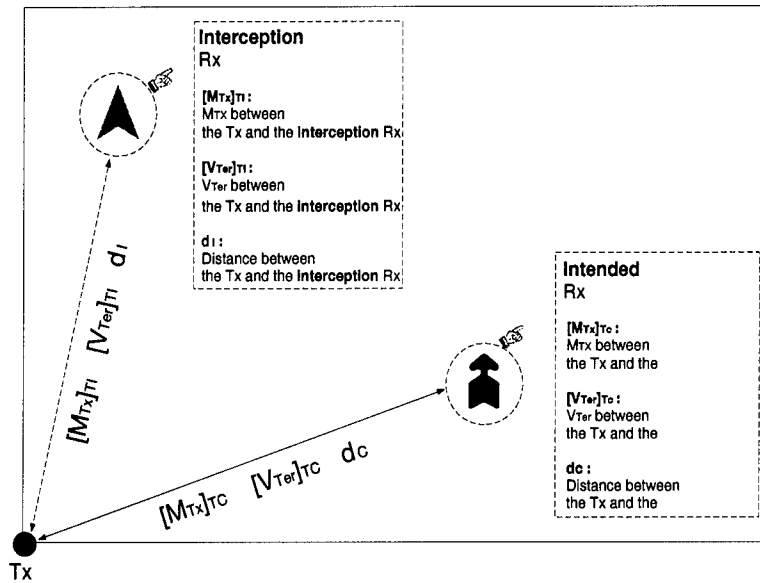 Interception
Rx
[MTx]TI :
MTx between
the Tx and the Interception Rx
[VTer]TI :
VTer between
the Tx and the Interception Rx
dI :
Distance between
the Tx and the Interception Rx
Intended
Rx
[MTx]Tc :
MTx between
the Tx and the
[VTer]Tc :
VTer between
the Tx and the
dc :
Distance between
the Tx and the
[MTx]TI [VTer]TI dI
[MTx]TC [VTer]TC dC
Tx